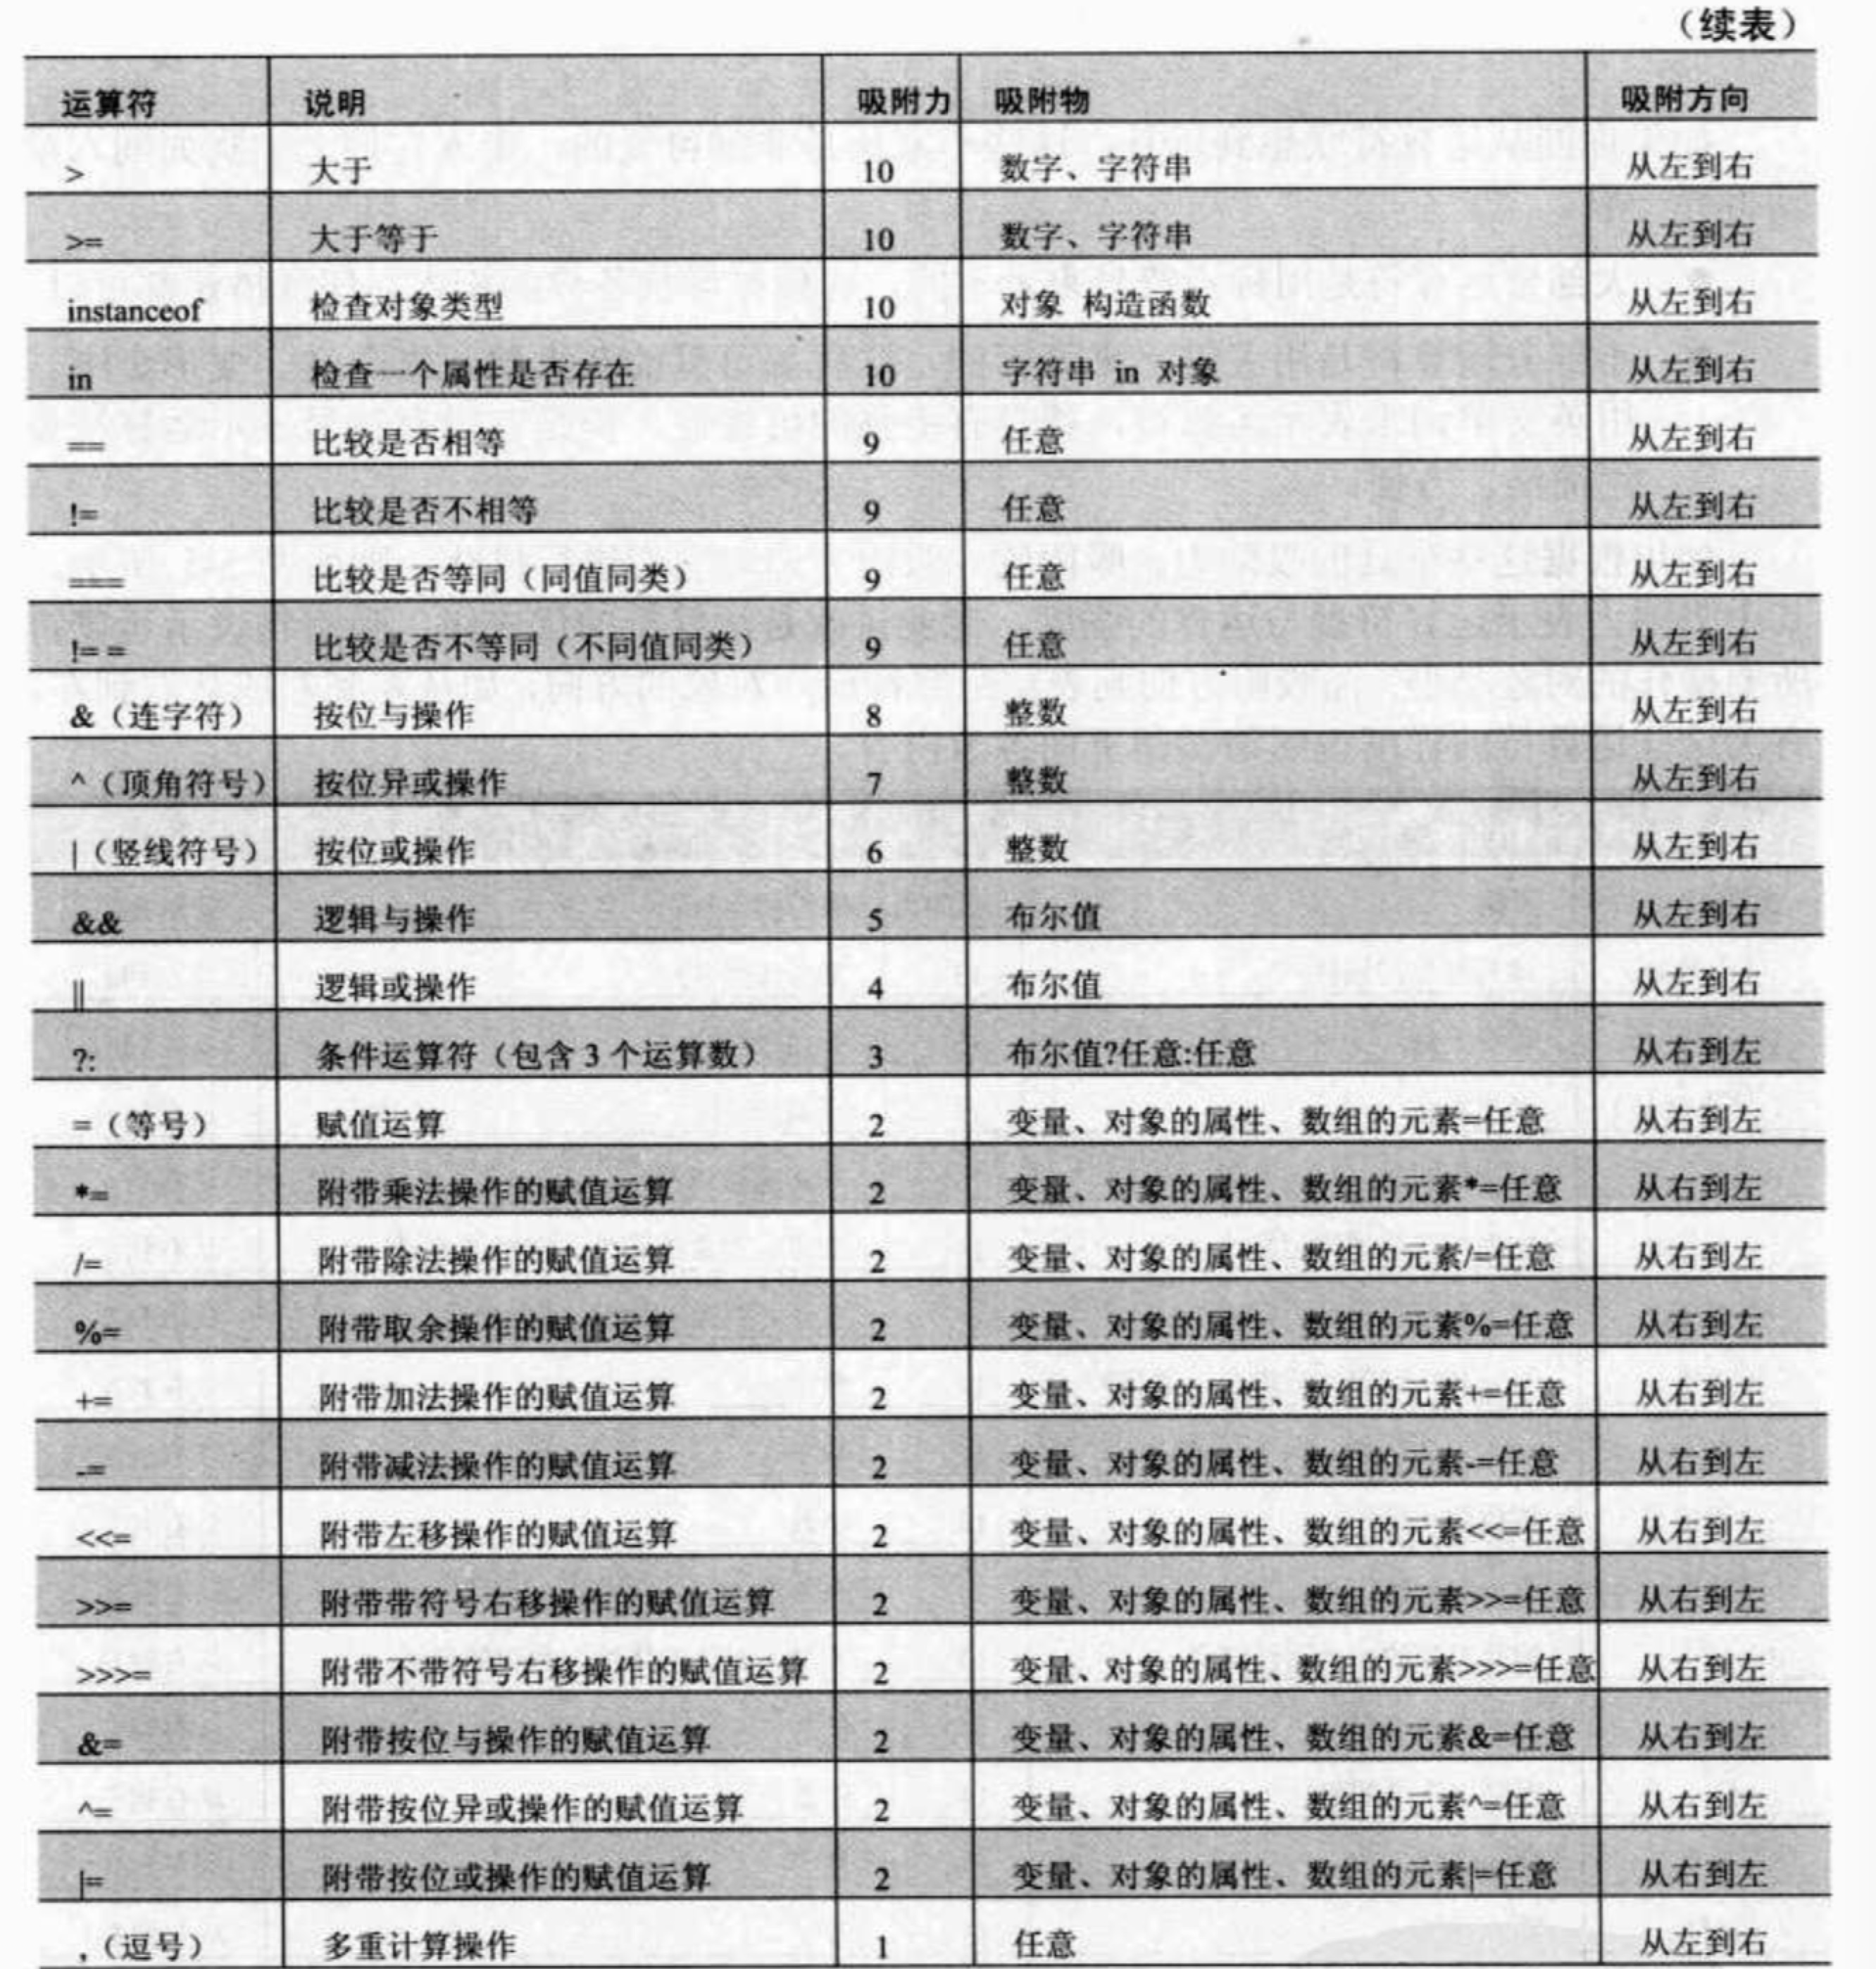 （续表）
运算符 说明 吸附力 吸附物 吸附方向
> 大于 10 数字、字符串 从左到右
>= 大于等于 10 数字、字符串 从左到右
instanceof 检查对象类型 10 对象 构造函数 从左到右
in 检查一个属性是否存在 10 字符串 in 对象 从左到右
== 比较是否相等 9 任意 从左到右
!= 比较是否不相等 9 任意 从左到右
=== 比较是否等同（同值同类） 9 任意 从左到右
!= = 比较是否不等同（不同值同类） 9 任意 从左到右
&（连字符） 按位与操作 8 整数 从左到右
^（顶角符号） 按位异或操作 7 整数 从左到右
|（竖线符号） 按位或操作 6 整数 从左到右
&& 逻辑与操作 5 布尔值 从左到右
|| 逻辑或操作 4 布尔值 从左到右
?: 条件运算符（包含 3 个运算数） 3 布尔值?任意:任意 从右到左
=（等号） 赋值运算 2 变量、对象的属性、数组的元素=任意 从右到左
*= 附带乘法操作的赋值运算 2 变量、对象的属性、数组的元素*=任意 从右到左
/= 附带除法操作的赋值运算 2 变量、对象的属性、数组的元素/=任意 从右到左
%= 附带取余操作的赋值运算 2 变量、对象的属性、数组的元素%=任意 从右到左
+= 附带加法操作的赋值运算 2 变量、对象的属性、数组的元素+=任意 从右到左
-= 附带减法操作的赋值运算 2 变量、对象的属性、数组的元素-=任意 从右到左
<<= 附带左移操作的赋值运算 2 变量、对象的属性、数组的元素<<=任意 从右到左
>>= 附带带符号右移操作的赋值运算 2 变量、对象的属性、数组的元素>>=任意 从右到左
>>>= 附带不带符号右移操作的赋值运算 2 变量、对象的属性、数组的元素>>>=任意 从右到左
&= 附带按位与操作的赋值运算 2 变量、对象的属性、数组的元素&=任意 从右到左
^= 附带按位异或操作的赋值运算 2 变量、对象的属性、数组的元素^=任意 从右到左
|= 附带按位或操作的赋值运算 2 变量、对象的属性、数组的元素|=任意 从右到左
,（逗号） 多重计算操作 1 任意 从左到右